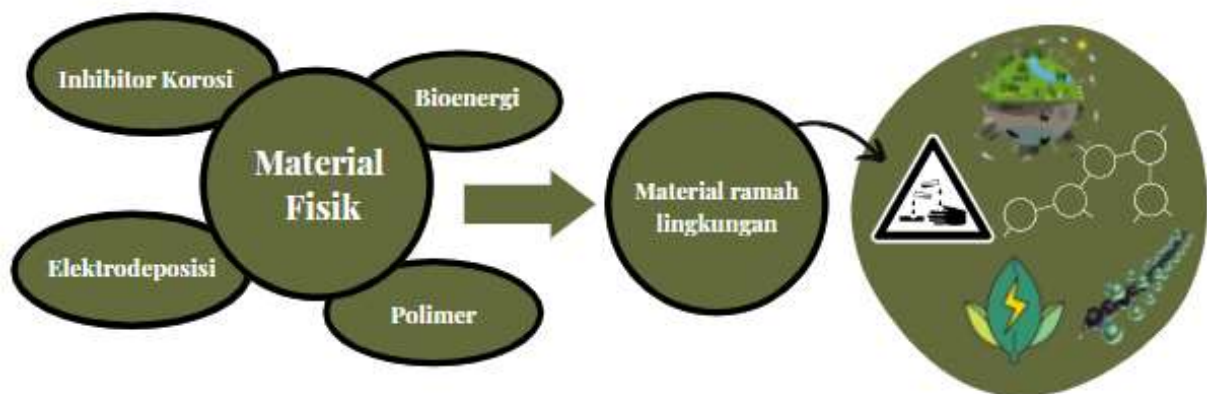 Inhibitor Korosi
Bioenergi
Material
Fisik
Elektrodeposisi
Polimer
Material ramah
lingkungan